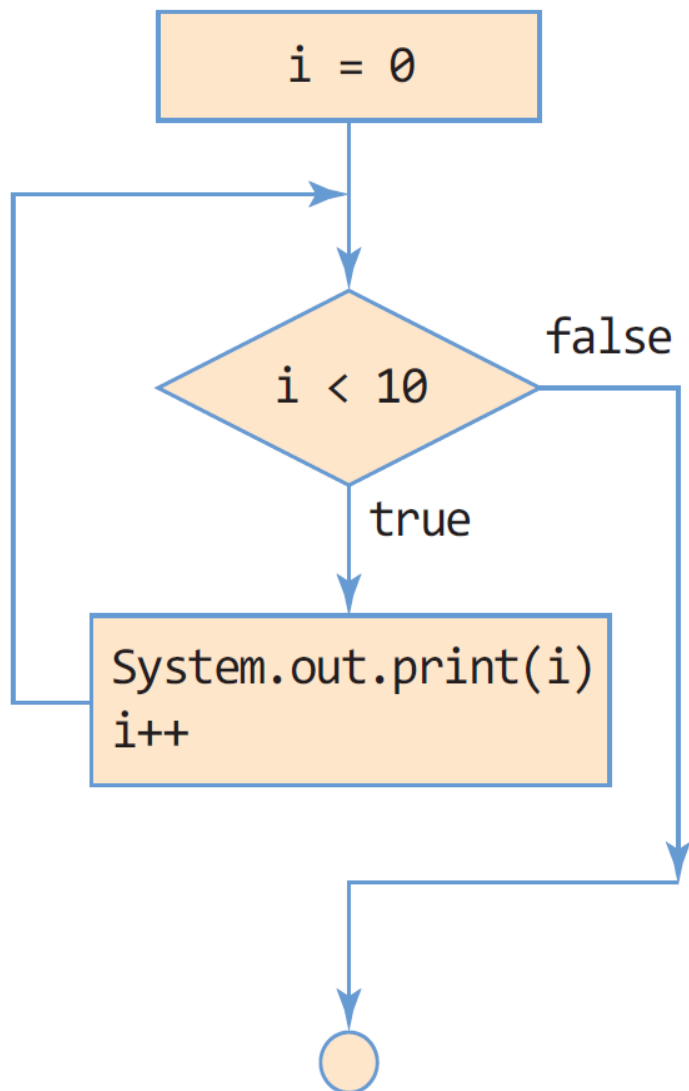 i = 0
i < 10
false
true
System.out.print(i)
i++